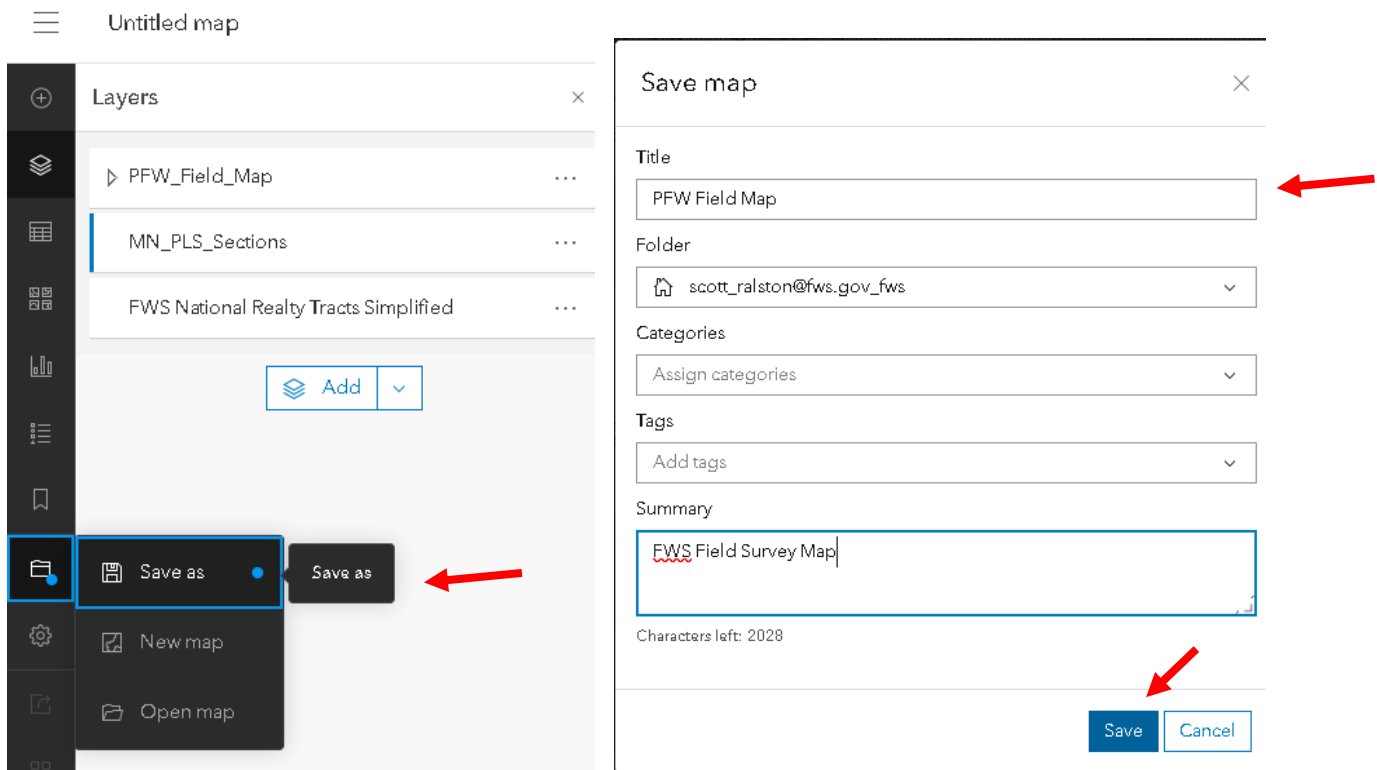 Untitled map
Layers
PFW_Field_Map
MN_PLS_Sections
FWS National Realty Tracts Simplified
Add
Save as
Save as
New map
Open map
Save map
Title
PFW Field Map
Folder
scott_ralston@fws.gov_fws
Categories
Assign categories
Tags
Add tags
Summary
FWS Field Survey Map
Characters left: 2028
Save
Cancel